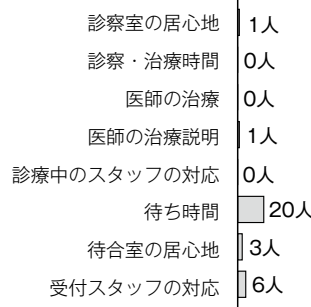 診察室の居心地 1人
診察・治療時間 0人
医師の治療 0人
医師の治療説明 1人
診療中のスタッフの対応 0人
待ち時間 20人
待合室の居心地 3人
受付スタッフの対応 6人